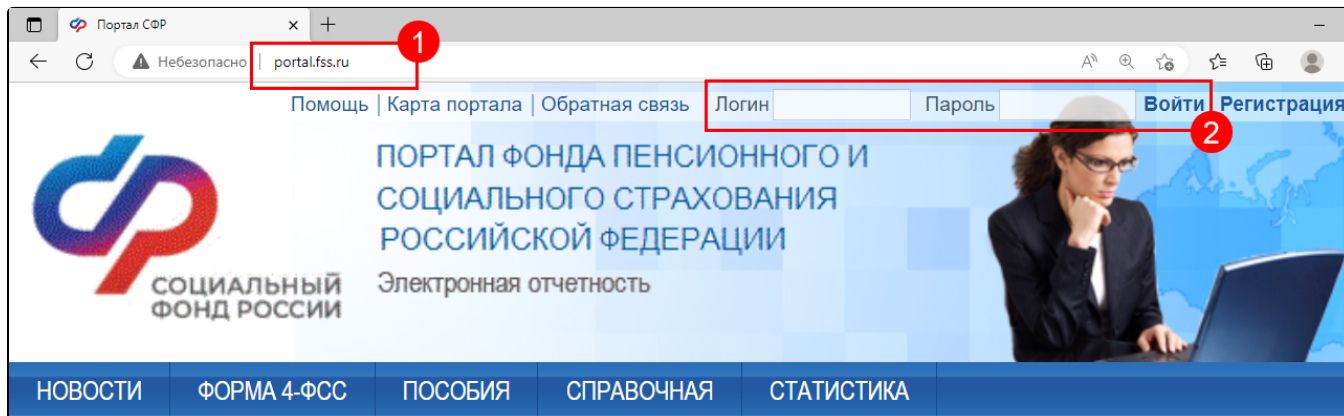 Портал СФР
1
Небезопасно portal.fss.ru
Помощь | Карта портала | Обратная связь Логин Пароль Войти Регистрация
2
ПОРТАЛ ФОНДА ПЕНСИОННОГО И
СОЦИАЛЬНОГО СТРАХОВАНИЯ
РОССИЙСКОЙ ФЕДЕРАЦИИ
Электронная отчетность
СОЦИАЛЬНЫЙ
ФОНД РОССИИ
НОВОСТИ ФОРМА 4-ФСС ПОСОБИЯ СПРАВОЧНАЯ СТАТИСТИКА